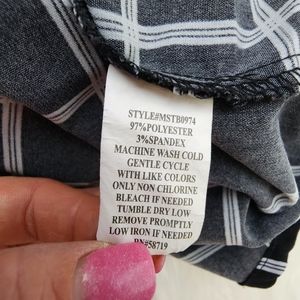 STYLE#MSTB0974
97%POLYESTER
3%SPANDEX
MACHINE WASH COLD
GENTLE CYCLE
WITH LIKE COLORS
ONLY NON CHLORINE
BLEACH IF NEEDED
TUMBLE DRY LOW
REMOVE PROMPTLY
LOW IRON IF NEEDED
RN#58719